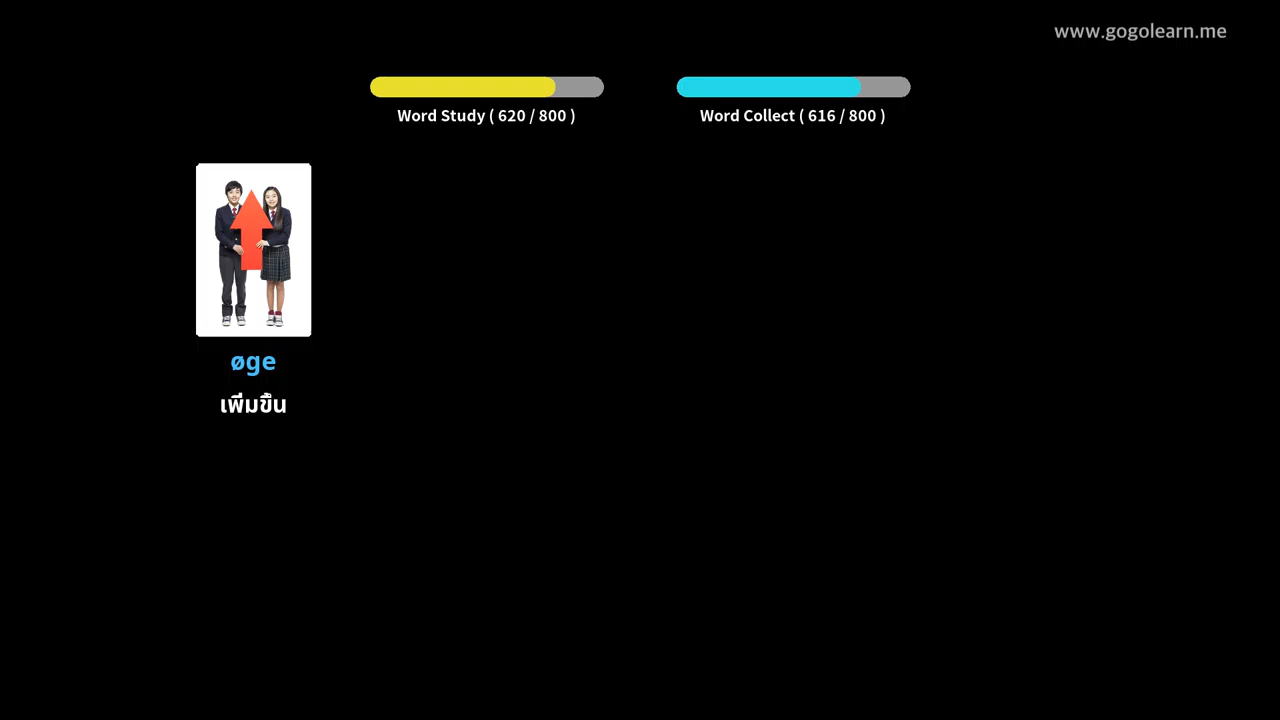 www.gogolearn.me
Word Study ( 620 / 800 )
Word Collect ( 616 / 800 )
øge
เพิ่มขึ้น